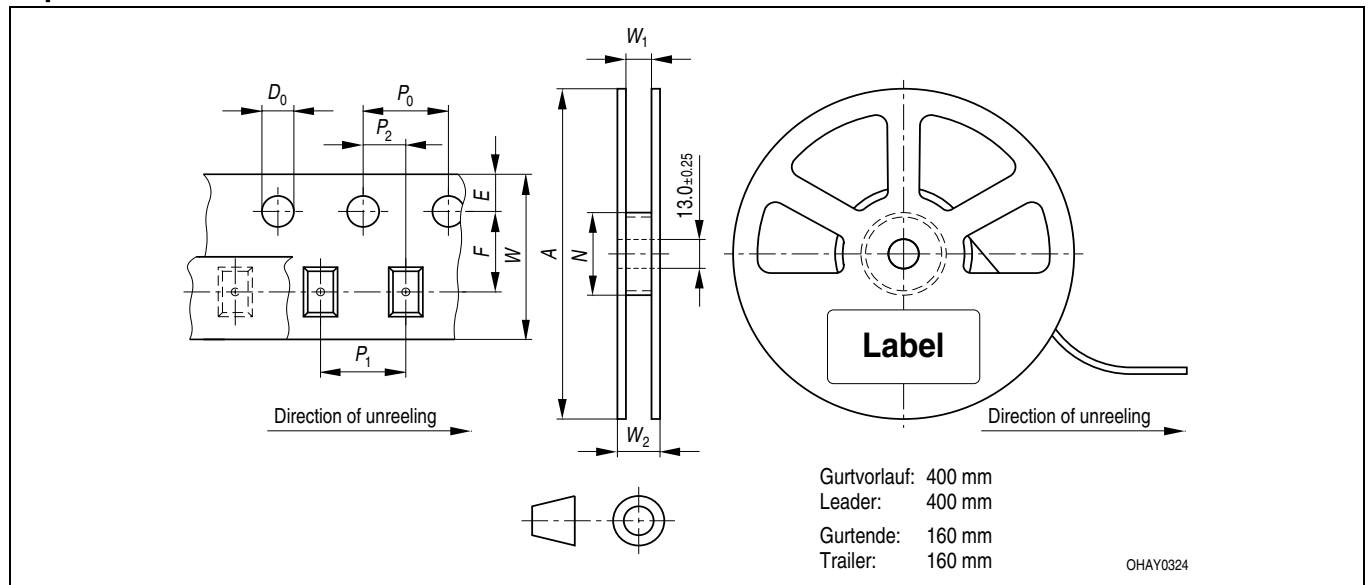 W1
D0
P0
P2
E
F
W
A
N
13.0±0.25
P1
Label
Direction of unreeling
Direction of unreeling
W2
Gurtvorlauf: 400 mm
Leader: 400 mm
Gurtende: 160 mm
Trailer: 160 mm
OHAY0324